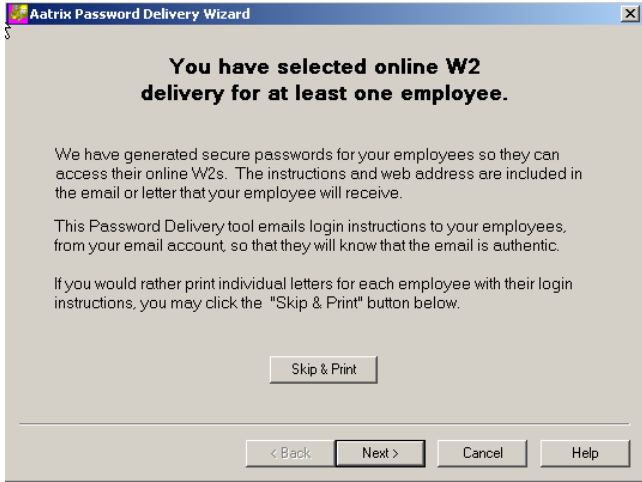 Aatrix Password Delivery Wizard
You have selected online W2
delivery for at least one employee.
We have generated secure passwords for your employees so they can
access their online W2s. The instructions and web address are included in
the email or letter that your employee will receive.
This Password Delivery tool emails login instructions to your employees,
from your email account, so that they will know that the email is authentic.
If you would rather print individual letters for each employee with their login
instructions, you may click the "Skip & Print" button below.
Skip & Print
< Back Next > Cancel Help